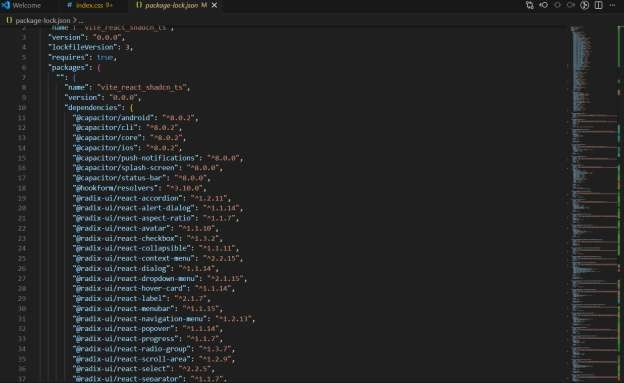 Welcome
# index.css 9+
{} package-lock.json M
{} package-lock.json > ...
2 "name": "vite_react_shadcn_ts",
3 "version": "0.0.0",
4 "lockfileVersion": 3,
5 "requires": true,
6 "packages": {
7 "": {
8 "name": "vite_react_shadcn_ts",
9 "version": "0.0.0",
10 "dependencies": {
11 "@capacitor/android": "^8.0.2",
12 "@capacitor/cli": "^8.0.2",
13 "@capacitor/core": "^8.0.2",
14 "@capacitor/ios": "^8.0.2",
15 "@capacitor/push-notifications": "^8.0.0",
16 "@capacitor/splash-screen": "^8.0.0",
17 "@capacitor/status-bar": "^8.0.0",
18 "@hookform/resolvers": "^3.10.0",
19 "@radix-ui/react-accordion": "^1.2.11",
20 "@radix-ui/react-alert-dialog": "^1.1.14",
21 "@radix-ui/react-aspect-ratio": "^1.1.7",
22 "@radix-ui/react-avatar": "^1.1.10",
23 "@radix-ui/react-checkbox": "^1.3.2",
24 "@radix-ui/react-collapsible": "^1.1.11",
25 "@radix-ui/react-context-menu": "^2.2.15",
26 "@radix-ui/react-dialog": "^1.1.14",
27 "@radix-ui/react-dropdown-menu": "^2.1.15",
28 "@radix-ui/react-hover-card": "^1.1.14",
29 "@radix-ui/react-label": "^2.1.7",
30 "@radix-ui/react-menubar": "^1.1.15",
31 "@radix-ui/react-navigation-menu": "^1.2.13",
32 "@radix-ui/react-popover": "^1.1.14",
33 "@radix-ui/react-progress": "^1.1.7",
34 "@radix-ui/react-radio-group": "^1.3.7",
35 "@radix-ui/react-scroll-area": "^1.2.9",
36 "@radix-ui/react-select": "^2.2.5",
37 "@radix-ui/react-separator": "^1.1.7",